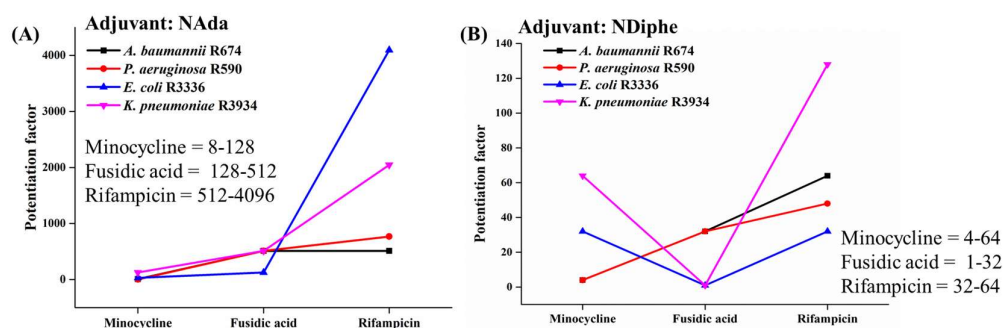 (A)
Adjuvant: NAda
A. baumannii R674
P. aeruginosa R590
E. coli R3336
K. pneumoniae R3934
Minocycline = 8-128
Fusidic acid = 128-512
Rifampicin = 512-4096
Potentiation factor
4000
3000
2000
1000
0
Minocycline
Fusidic acid
Rifampicin
(B)
Adjuvant: NDiphe
A. baumannii R674
P. aeruginosa R590
E. coli R3336
K. pneumoniae R3934
Potentiation factor
140
120
100
80
60
40
20
0
Minocycline
Fusidic acid
Rifampicin
Minocycline = 4-64
Fusidic acid = 1-32
Rifampicin = 32-64